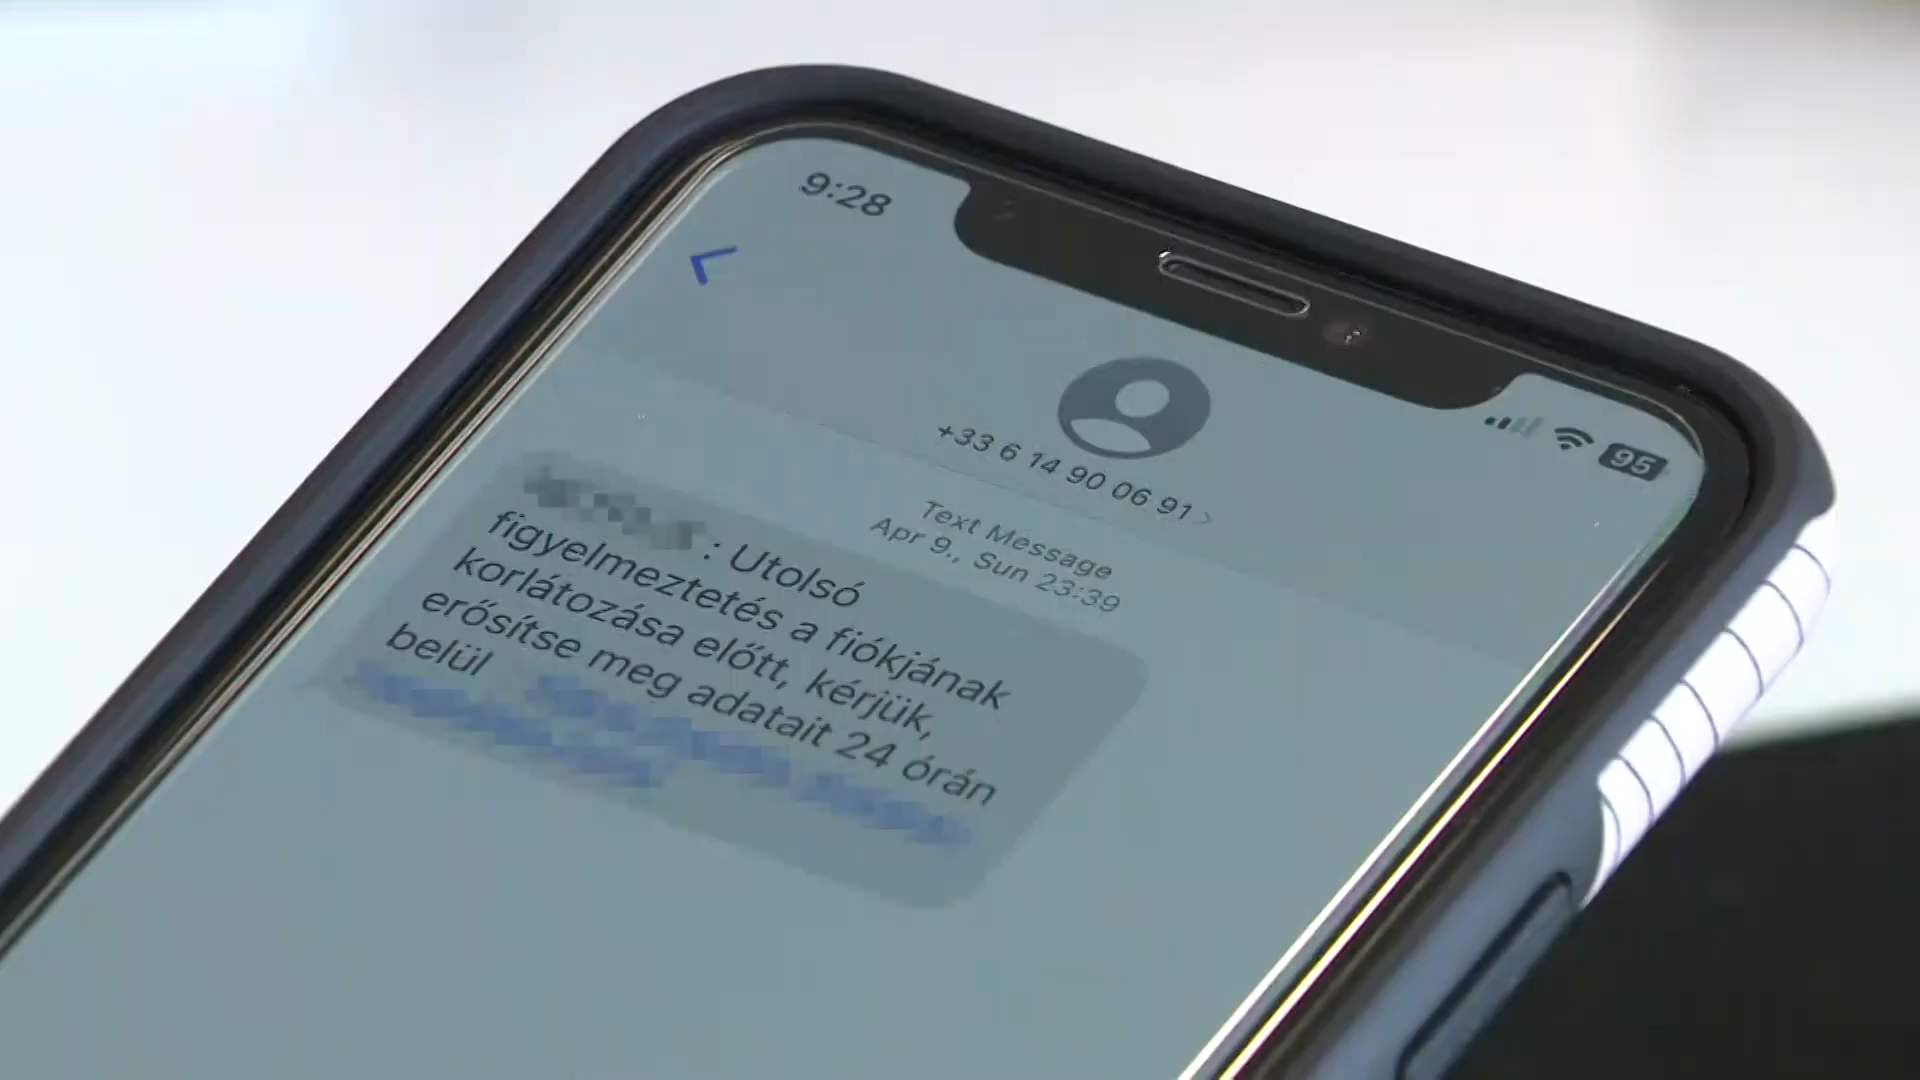 9:28
95
+33 6 14 90 06 91
Text Message
Apr 9., Sun 23:39
: Utolsó
figyelmeztetés a fiókjának
korlátozása előtt, kérjük,
erősítse meg adatait 24 órán
belül